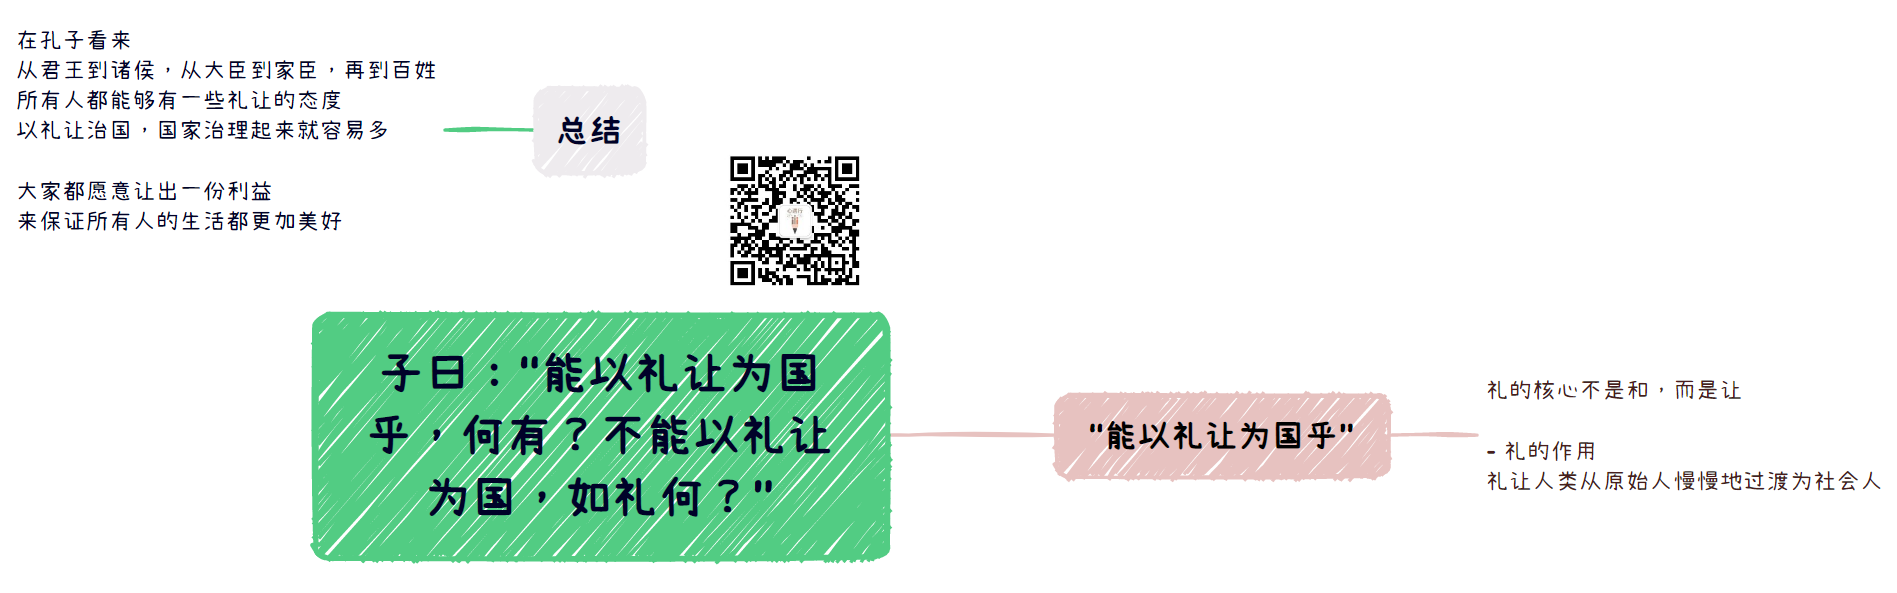 在孔子看来
从君王到诸侯，从大臣到家臣，再到百姓
所有人都能够有一些礼让的态度
以礼让治国，国家治理起来就容易多
大家都愿意让出一份利益
来保证所有人的生活都更加美好
总结
子曰："能以礼让为国
乎，何有？不能以礼让
为国，如礼何？"
"能以礼让为国乎"
礼的核心不是和，而是让
- 礼的作用
礼让人类从原始人慢慢地过渡为社会人